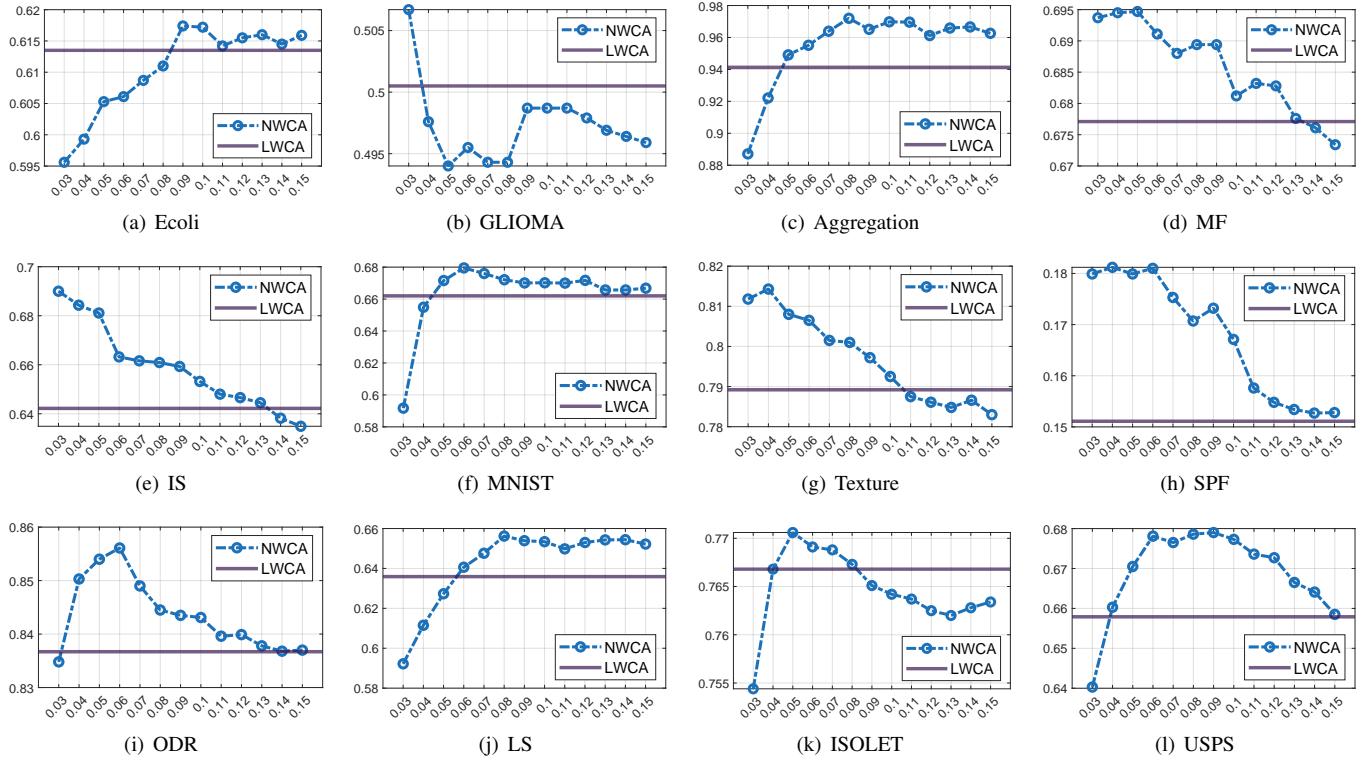 0.62
0.615
0.61
0.605
0.6
0.595
NWCA
LWCA
0.03 0.04 0.05 0.06 0.07 0.08 0.09 0.1 0.11 0.12 0.13 0.14 0.15
(a) Ecoli
0.505
0.5
0.495
NWCA
LWCA
0.03 0.04 0.05 0.06 0.07 0.08 0.09 0.1 0.11 0.12 0.13 0.14 0.15
(b) GLIOMA
0.98
0.96
0.94
0.92
0.9
0.88
NWCA
LWCA
0.03 0.04 0.05 0.06 0.07 0.08 0.09 0.1 0.11 0.12 0.13 0.14 0.15
(c) Aggregation
0.695
0.69
0.685
0.68
0.675
0.67
NWCA
LWCA
0.03 0.04 0.05 0.06 0.07 0.08 0.09 0.1 0.11 0.12 0.13 0.14 0.15
(d) MF
0.7
0.68
0.66
0.64
NWCA
LWCA
0.03 0.04 0.05 0.06 0.07 0.08 0.09 0.1 0.11 0.12 0.13 0.14 0.15
(e) IS
0.68
0.66
0.64
0.62
0.6
0.58
NWCA
LWCA
0.03 0.04 0.05 0.06 0.07 0.08 0.09 0.1 0.11 0.12 0.13 0.14 0.15
(f) MNIST
0.82
0.81
0.8
0.79
0.78
NWCA
LWCA
0.03 0.04 0.05 0.06 0.07 0.08 0.09 0.1 0.11 0.12 0.13 0.14 0.15
(g) Texture
0.18
0.17
0.16
0.15
NWCA
LWCA
0.03 0.04 0.05 0.06 0.07 0.08 0.09 0.1 0.11 0.12 0.13 0.14 0.15
(h) SPF
0.86
0.85
0.84
0.83
NWCA
LWCA
0.03 0.04 0.05 0.06 0.07 0.08 0.09 0.1 0.11 0.12 0.13 0.14 0.15
(i) ODR
0.66
0.64
0.62
0.6
0.58
NWCA
LWCA
0.03 0.04 0.05 0.06 0.07 0.08 0.09 0.1 0.11 0.12 0.13 0.14 0.15
(j) LS
0.77
0.765
0.76
0.755
NWCA
LWCA
0.03 0.04 0.05 0.06 0.07 0.08 0.09 0.1 0.11 0.12 0.13 0.14 0.15
(k) ISOLET
0.68
0.67
0.66
0.65
0.64
NWCA
LWCA
0.03 0.04 0.05 0.06 0.07 0.08 0.09 0.1 0.11 0.12 0.13 0.14 0.15
(l) USPS